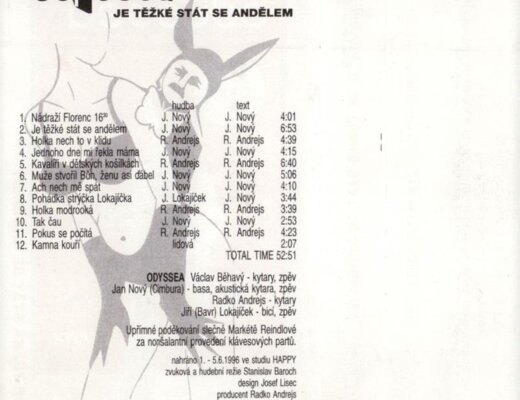 JE TĚŽKÉ STÁT SE ANDĚLEM
hudba text
1. Nádraží Florenc 16⁰⁰ J. Nový J. Nový 4:01
2. Je těžké stát se andělem J. Nový J. Nový 6:53
3. Holka nech to v klidu R. Andrejs R. Andrejs 4:39
4. Jednoho dne mi řekla máma J. Nový J. Nový 4:15
5. Kavalíři v dětských košilkách R. Andrejs R. Andrejs 6:40
6. Muže stvořil Bůh, ženu asi ďábel J. Nový J. Nový 5:06
7. Ach nech mě spát J. Nový J. Nový 4:10
8. Pohádka strýčka Lokajíčka J. Lokajíček J. Nový 3:44
9. Holka modrooká R. Andrejs R. Andrejs 3:39
10. Tak čau J. Nový J. Nový 2:53
11. Pokus se počítá R. Andrejs R. Andrejs 4:23
12. Kamna kouří lidová 2:07
TOTAL TIME 52:51
ODYSSEA Václav Běhavý - kytary, zpěv
Jan Nový (Cimbura) - basa, akustická kytara, zpěv
Radko Andrejs - kytary
Jiří (Bavr) Lokajíček - bicí, zpěv
Upřímné poděkování slečně Markétě Reindlové
za nonšalantní provedení klávesových partů.
nahráno 1. - 5.6.1996 ve studiu HAPPY
zvuková a hudební režie Stanislav Baroch
design Josef Lisec
producent Radko Andrejs